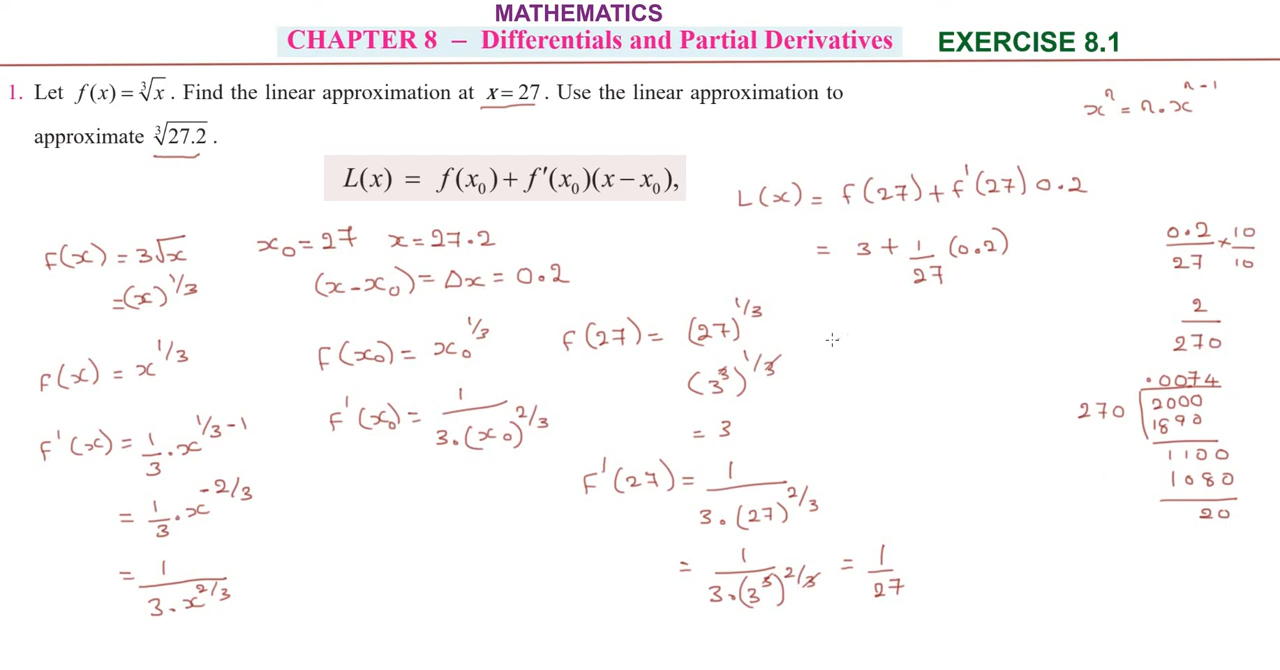 MATHEMATICS
CHAPTER 8 – Differentials and Partial Derivatives EXERCISE 8.1
1. Let f(x) = ∛x. Find the linear approximation at x = 27. Use the linear approximation to
approximate ∛27.2.
xⁿ = n·xⁿ⁻¹
L(x) = f(x₀) + f′(x₀)(x − x₀),
L(x) = f(27) + f'(27) 0.2
= 3 + 1/27 (0.2)
0.2/27 × 10/10
2/270
.0074
270 2000
1890
1100
1080
20
f(x) = 3√x
= (x)^1/3
x₀ = 27 x = 27.2
(x − x₀) = Δx = 0.2
f(x) = x^1/3
f'(x) = 1/3 · x^1/3 − 1
= 1/3 · x^−2/3
= 1/3·x^2/3
f(x₀) = x₀^1/3
f'(x₀) = 1/3·(x₀)^2/3
f(27) = (27)^1/3
(3³)^1/3
= 3
f'(27) = 1/3·(27)^2/3
= 1/3·(3³)^2/3 = 1/27